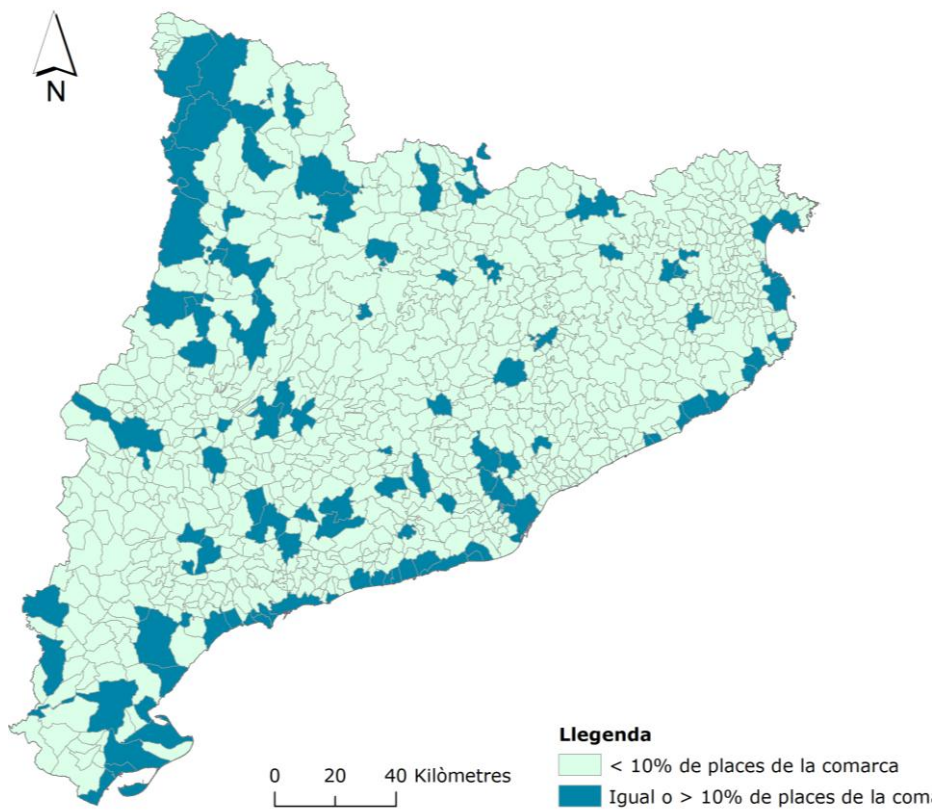 N
0 20 40 Kilòmetres
Llegenda
< 10% de places de la comarca
Igual o > 10% de places de la